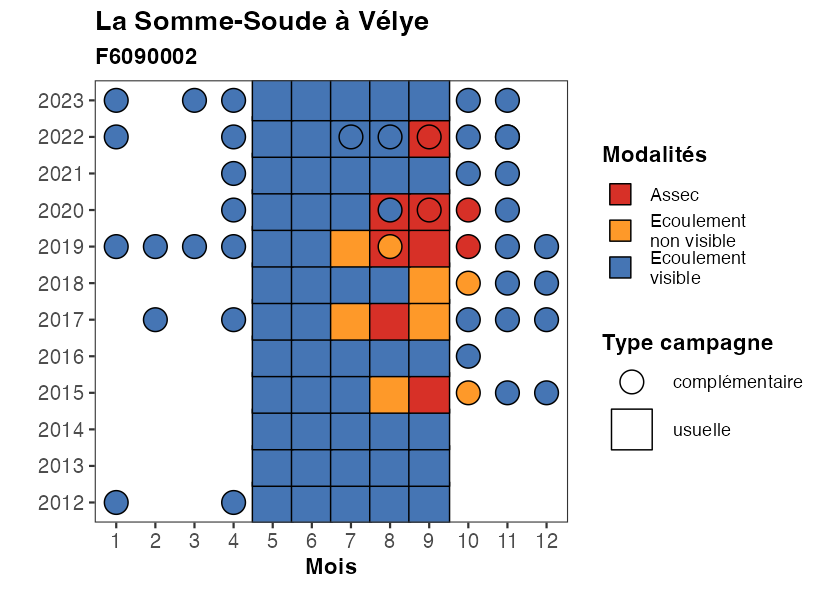 La Somme-Soude à Vélye
F6090002
2023
2022
2021
2020
2019
2018
2017
2016
2015
2014
2013
2012
1 2 3 4 5 6 7 8 9 10 11 12
Mois
Modalités
Assec
Ecoulement
non visible
Ecoulement
visible
Type campagne
complémentaire
usuelle